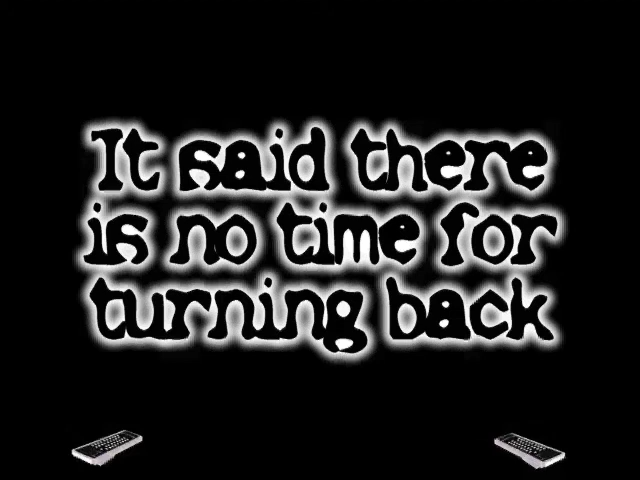 It said there
is no time for
turning back